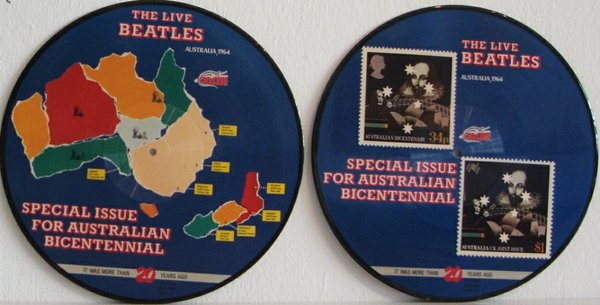 THE LIVE
BEATLES
AUSTRALIA, 1964
SPECIAL ISSUE
FOR AUSTRALIAN
BICENTENNIAL
IT WAS MORE THAN 20 YEARS AGO
THE LIVE
BEATLES
AUSTRALIA, 1964
AUSTRALIAN BICENTENARY 34p
SPECIAL ISSUE
FOR AUSTRALIAN
BICENTENNIAL
AUSTRALIA / UK JOINT ISSUE $1
IT WAS MORE THAN 20 YEARS AGO